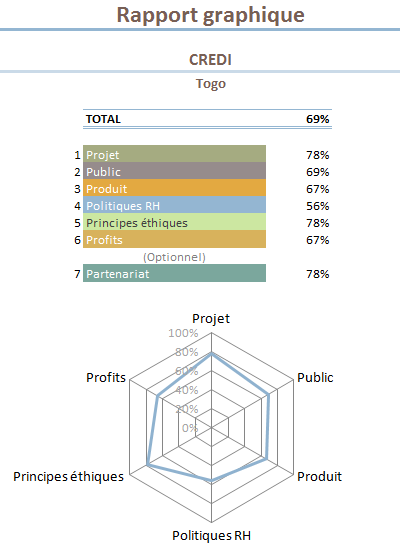 Rapport graphique
CREDI
Togo
TOTAL 69%
1 Projet 78%
2 Public 69%
3 Produit 67%
4 Politiques RH 56%
5 Principes éthiques 78%
6 Profits 67%
(Optionnel)
7 Partenariat 78%
Projet
100%
80%
Profits Public
60%
40%
20%
0%
Principes éthiques Produit
Politiques RH